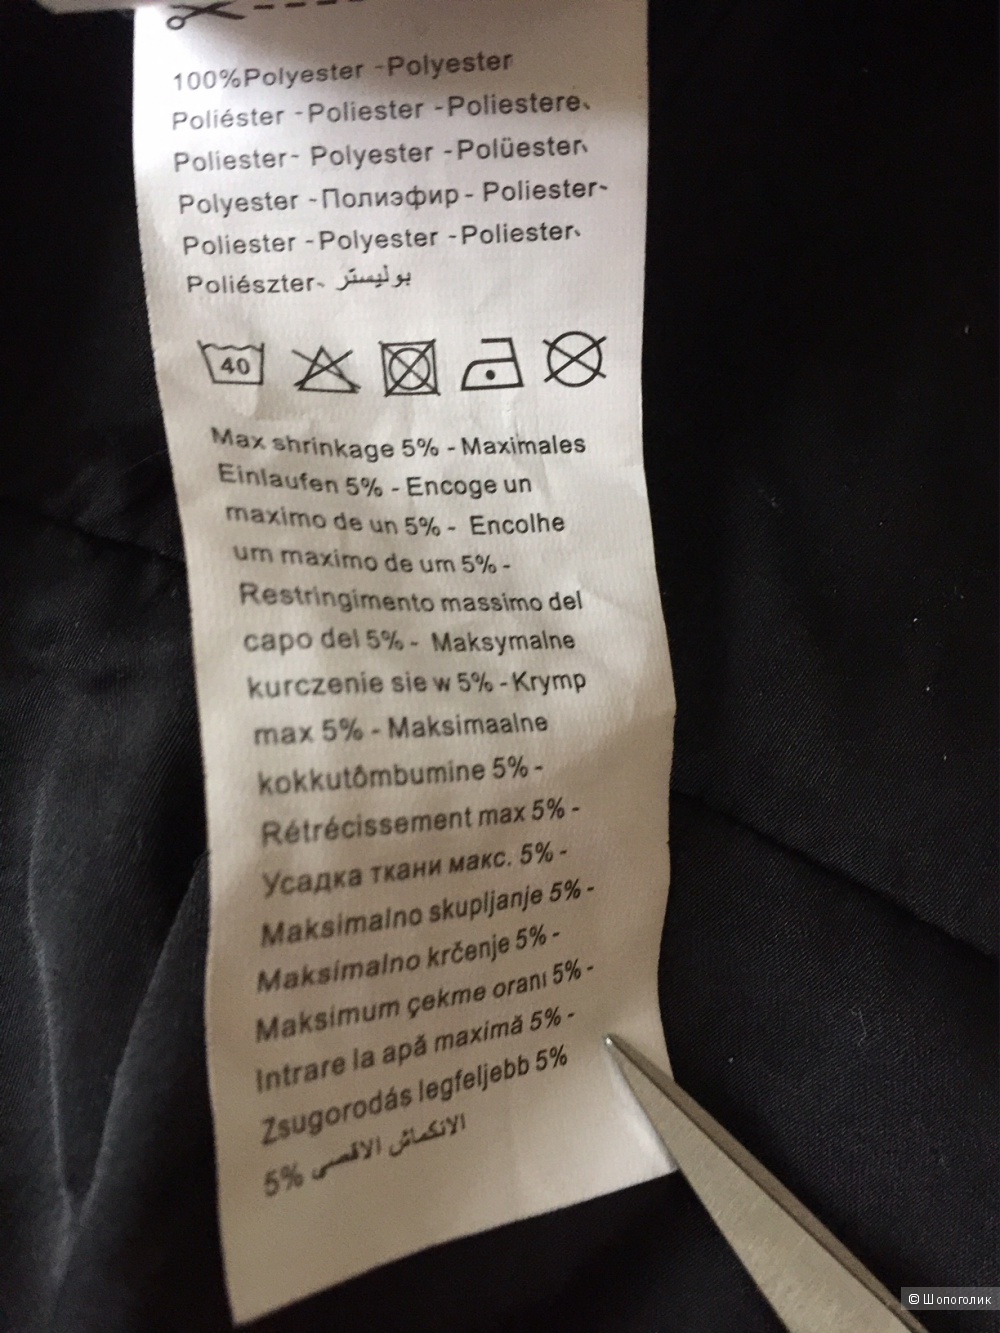 100%Polyester -Polyester
Poliéster -Poliester -Poliestere-
Poliester- Polyester -Polüester-
Polyester -Полиэфир- Poliester-
Poliester -Polyester -Poliester-
Poliészter- بوليستر
40
Max shrinkage 5% - Maximales
Einlaufen 5% - Encoge un
maximo de un 5% - Encolhe
um maximo de um 5% -
Restringimento massimo del
capo del 5% - Maksymalne
kurczenie sie w 5% - Krymp
max 5% - Maksimaalne
kokkutômbumine 5% -
Rétrécissement max 5% -
Усадка ткани макс. 5% -
Maksimalno skupljanje 5% -
Maksimalno krčenje 5% -
Maksimum çekme oranı 5% -
Intrare la apă maximă 5% -
Zsugorodás legfeljebb 5%
الانكماش الاقصى 5%
© Шопоголик